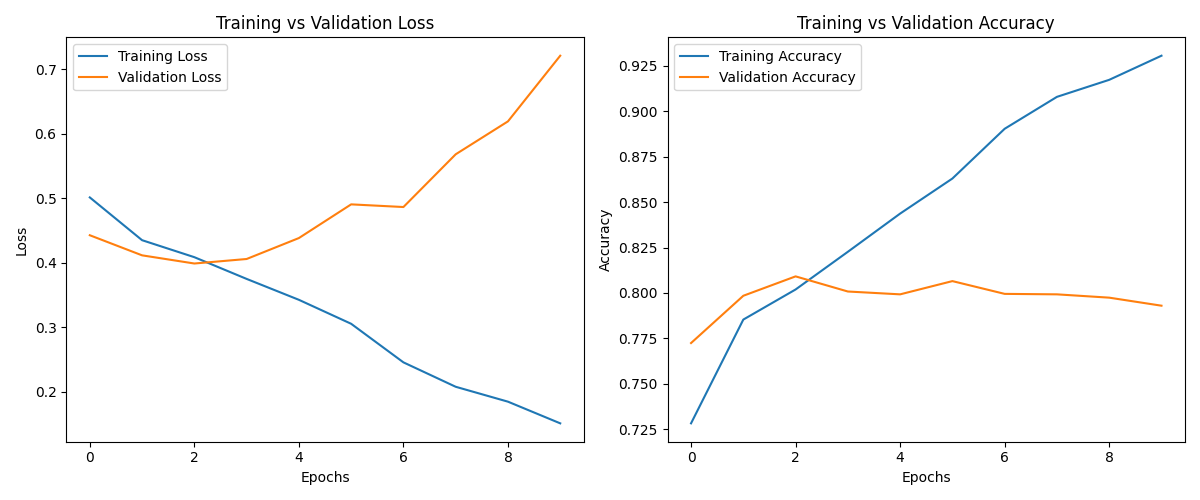 Training vs Validation Loss
Training Loss
Validation Loss
0.7
0.6
0.5
0.4
0.3
0.2
Loss
0 2 4 6 8
Epochs
Training vs Validation Accuracy
Training Accuracy
Validation Accuracy
0.925
0.900
0.875
0.850
0.825
0.800
0.775
0.750
0.725
Accuracy
0 2 4 6 8
Epochs